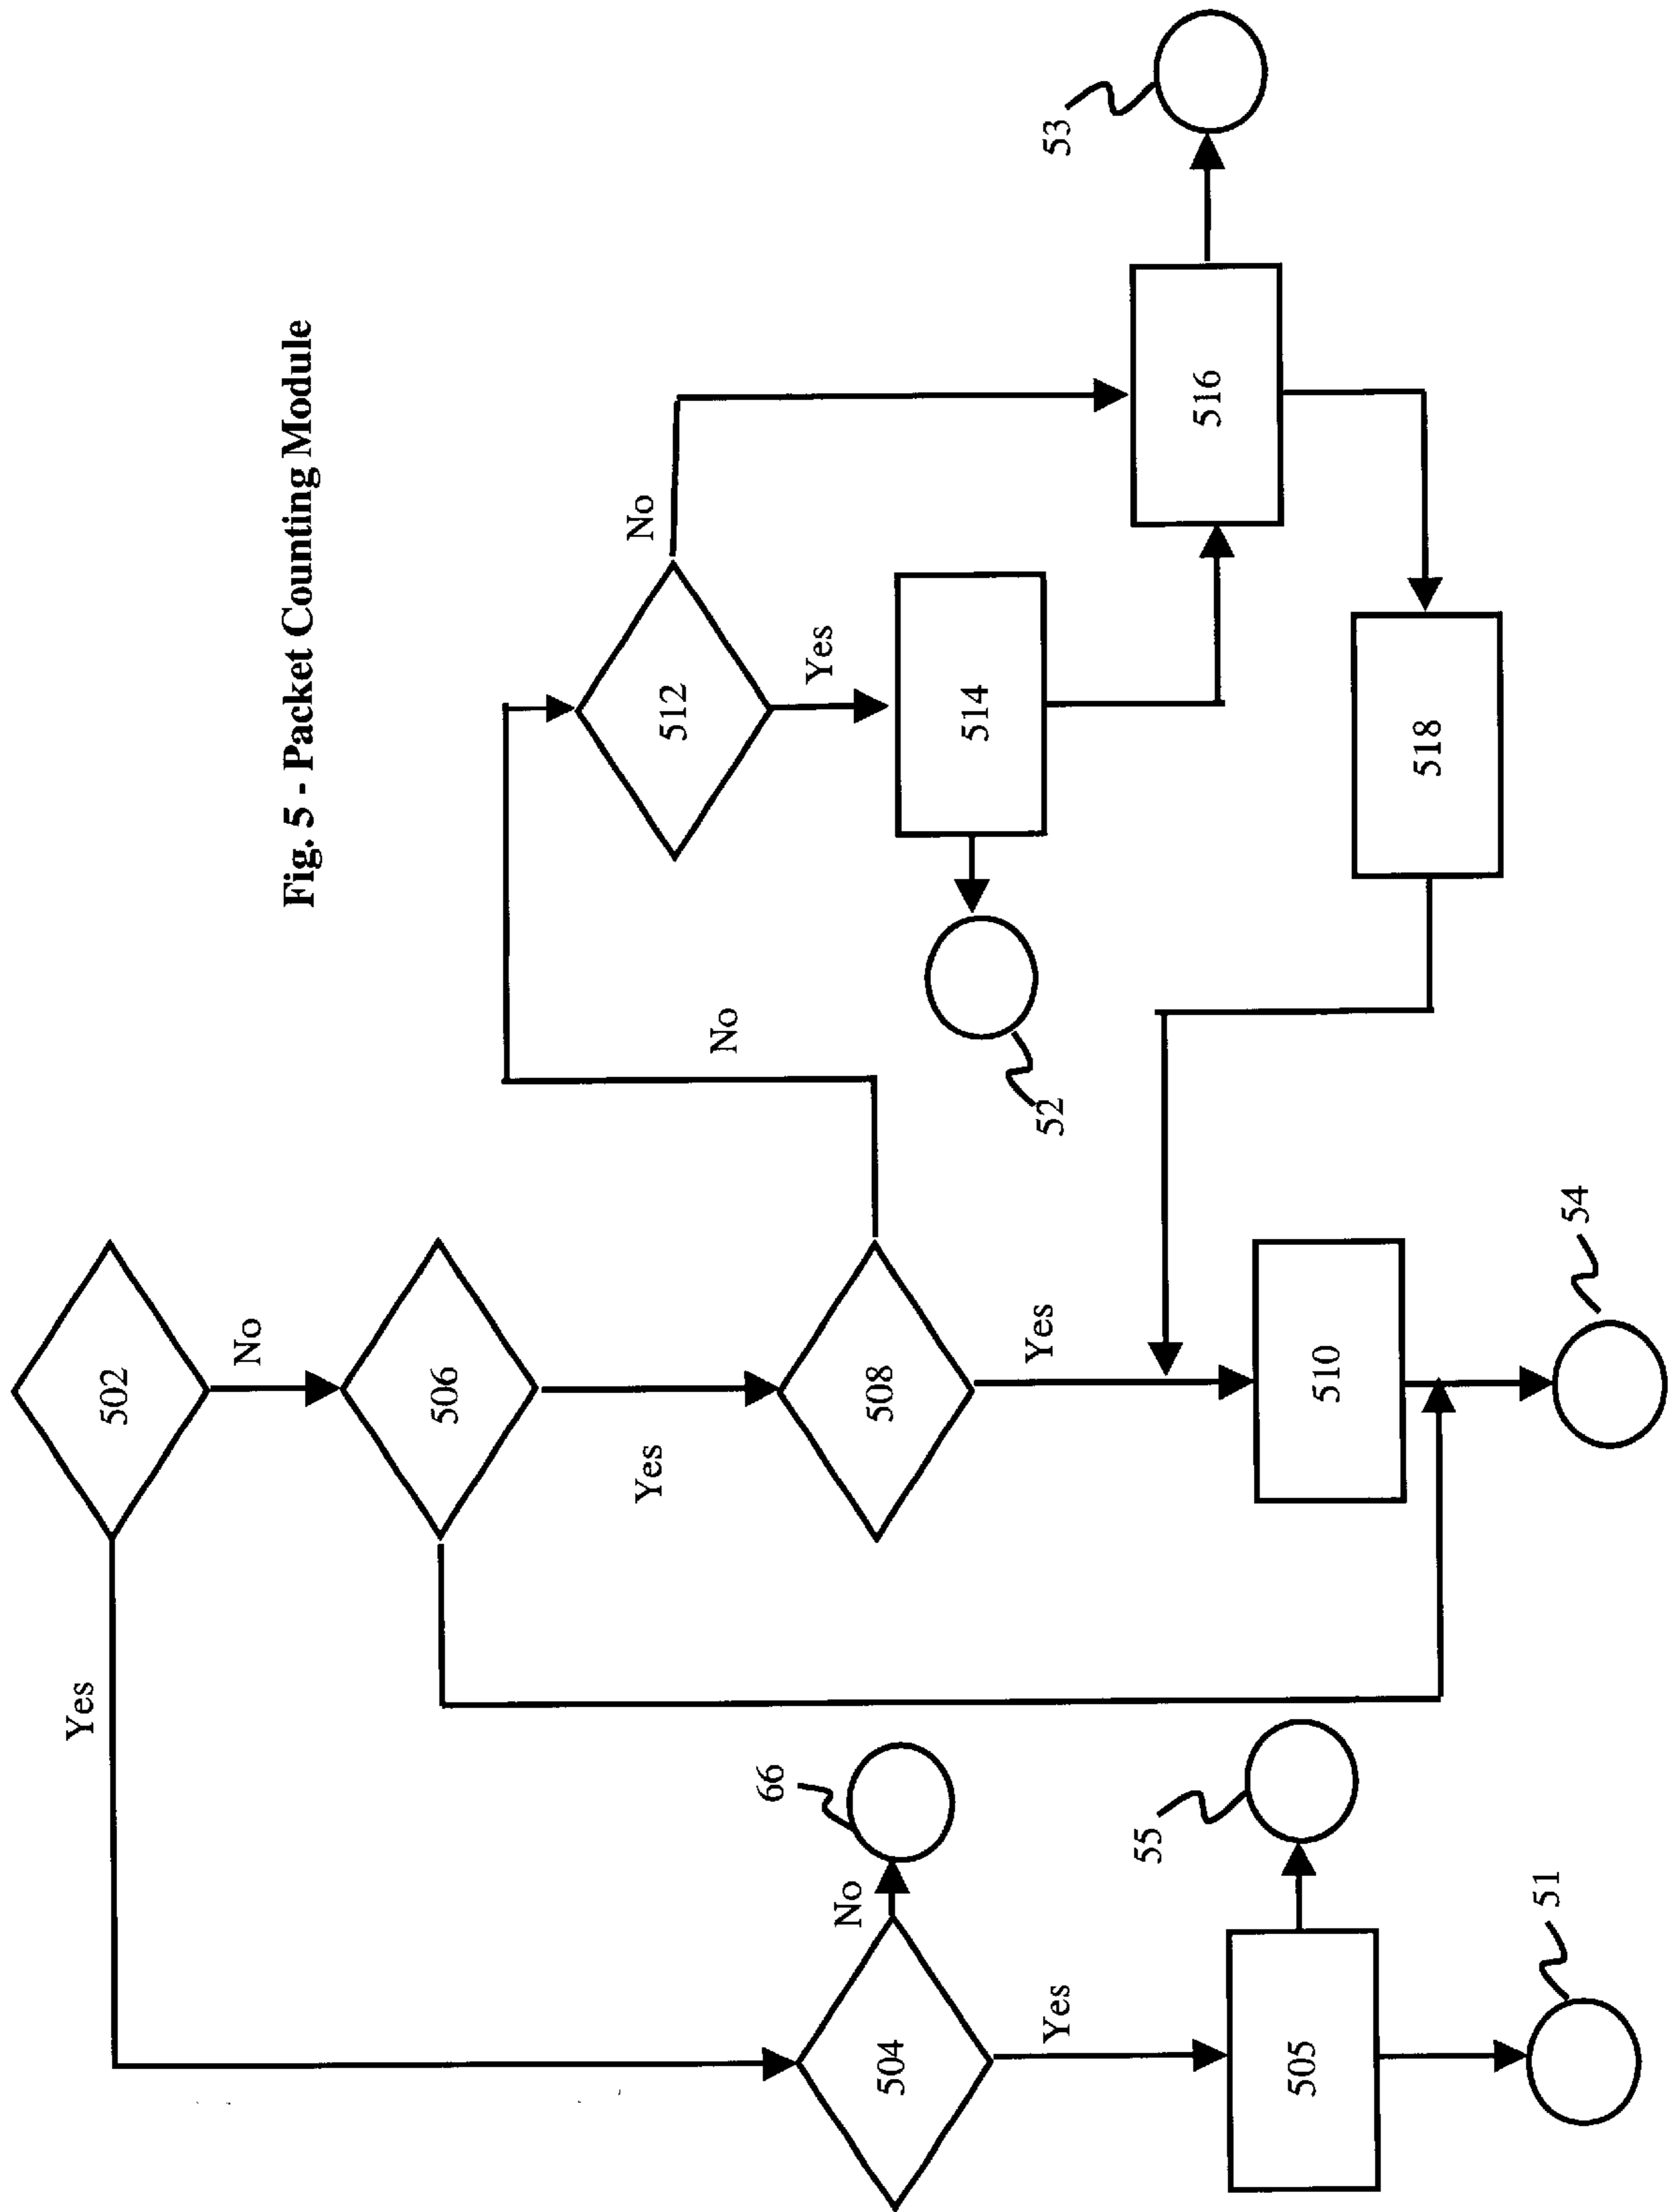 Fig. 5 - Packet Counting Module
Yes
502
No
506
Yes
No
512
No
66
Yes
No
504
508
514
Yes
Yes
52
53
55
516
505
510
518
51
54